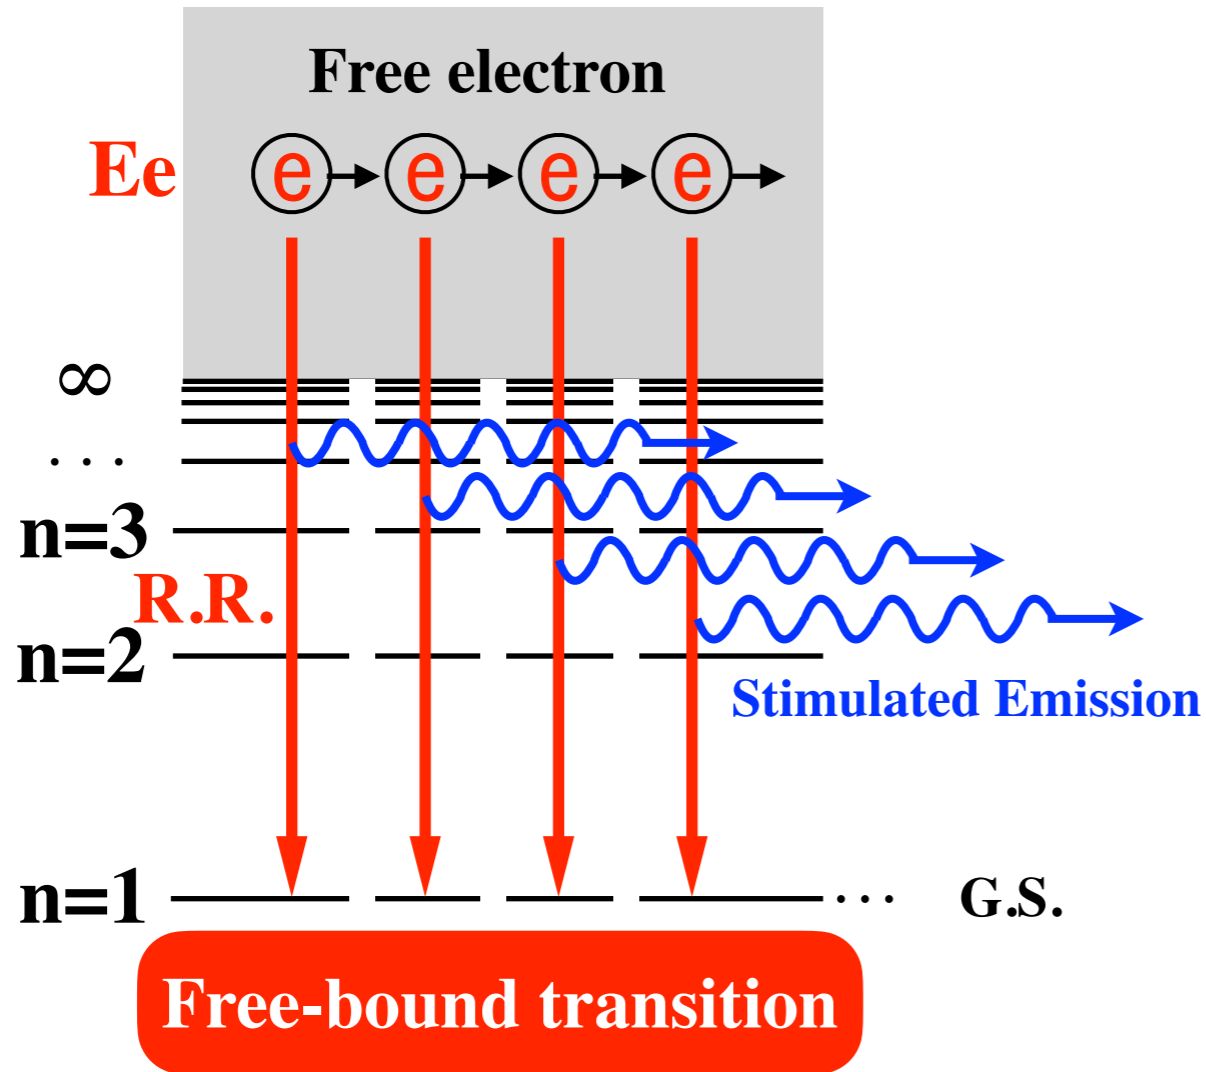 Free electron
Ee
e e e e
∞
...
n=3
R.R.
n=2
Stimulated Emission
n=1
... G.S.
Free-bound transition